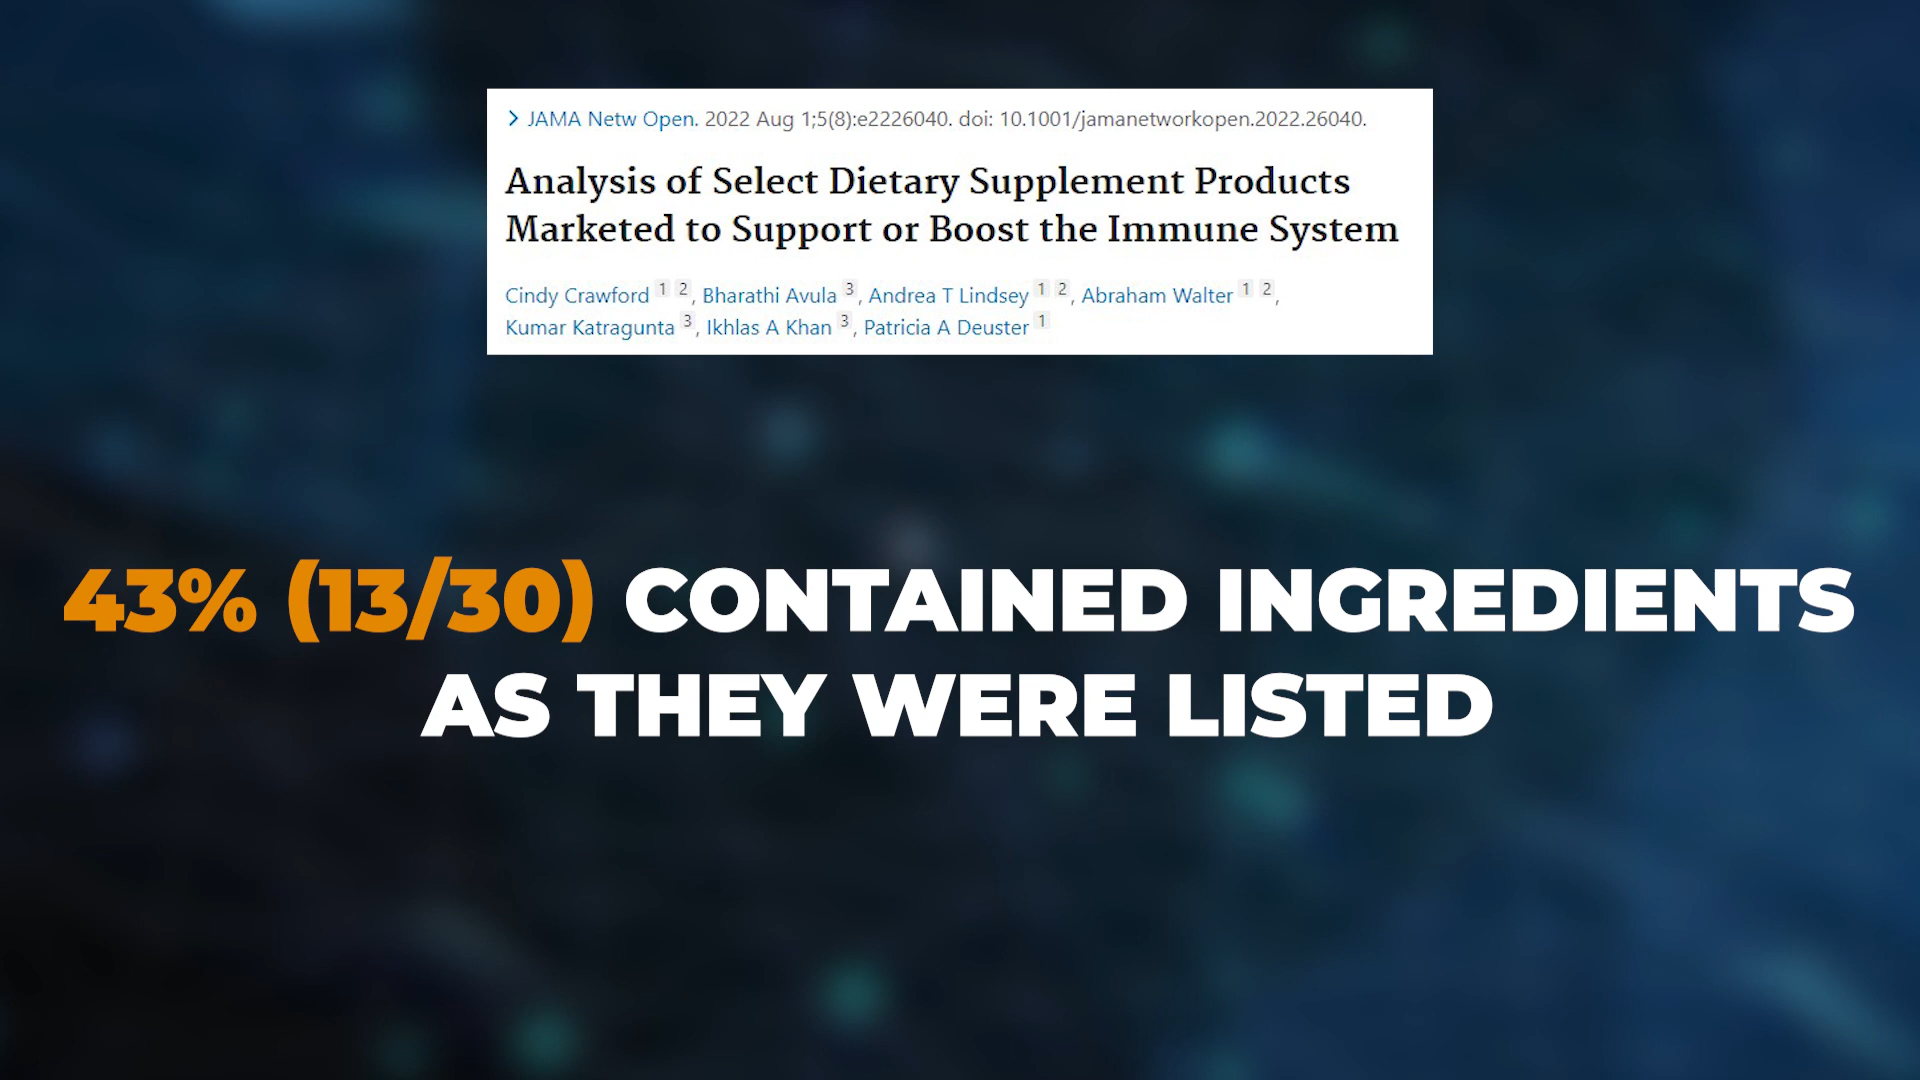 > JAMA Netw Open. 2022 Aug 1;5(8):e2226040. doi: 10.1001/jamanetworkopen.2022.26040.
Analysis of Select Dietary Supplement Products
Marketed to Support or Boost the Immune System
Cindy Crawford 1 2, Bharathi Avula 3, Andrea T Lindsey 1 2, Abraham Walter 1 2,
Kumar Katragunta 3, Ikhlas A Khan 3, Patricia A Deuster 1
43% (13/30) CONTAINED INGREDIENTS
AS THEY WERE LISTED